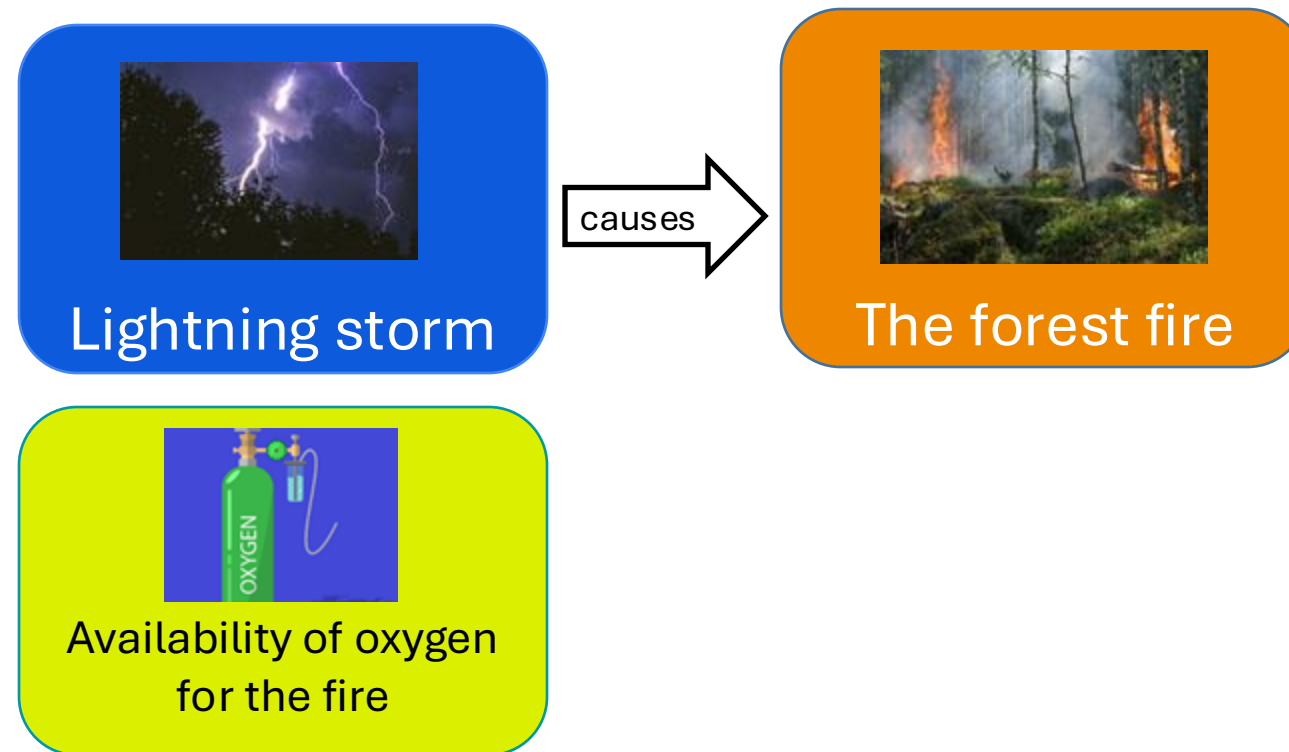 causes
Lightning storm
The forest fire
OXYGEN
Availability of oxygen
for the fire